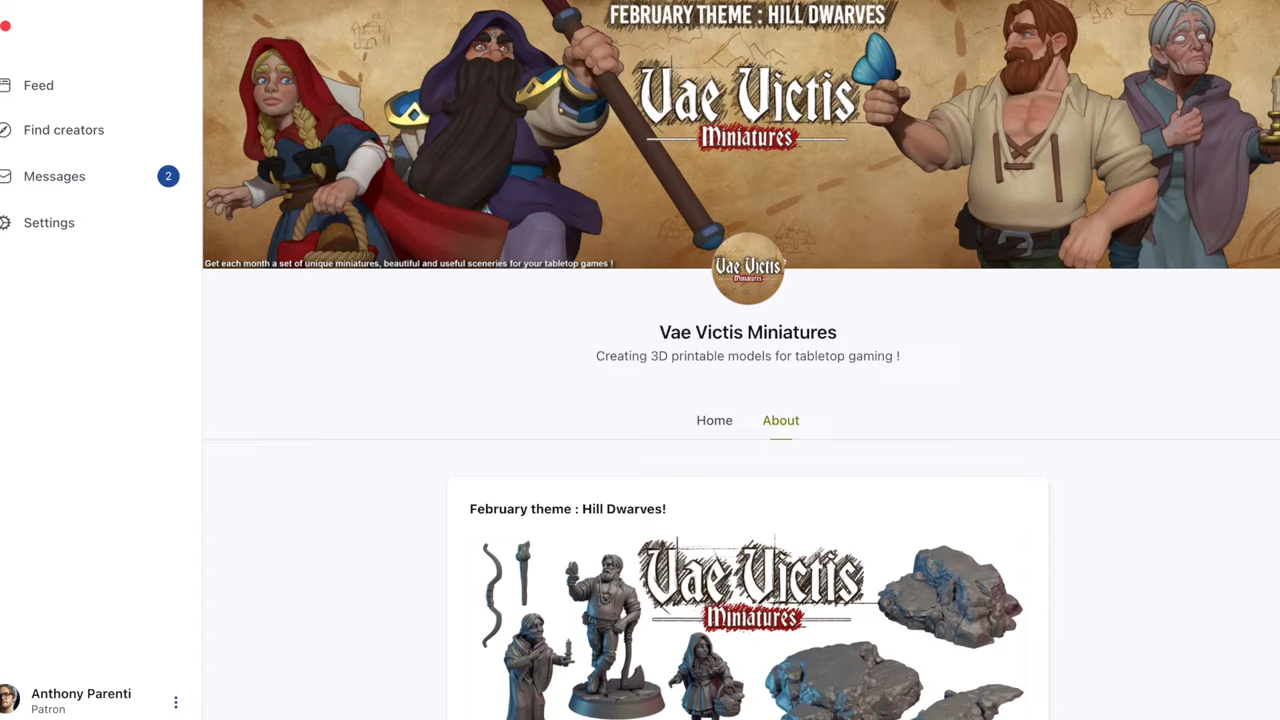 FEBRUARY THEME : HILL DWARVES
Vae Victis
Miniatures
Get each month a set of unique miniatures, beautiful and useful sceneries for your tabletop games !
Feed
Find creators
Messages
2
Settings
Vae Victis
Miniatures
Vae Victis Miniatures
Creating 3D printable models for tabletop gaming !
Home
About
February theme : Hill Dwarves!
Vae Victis
Miniatures
Anthony Parenti
Patron